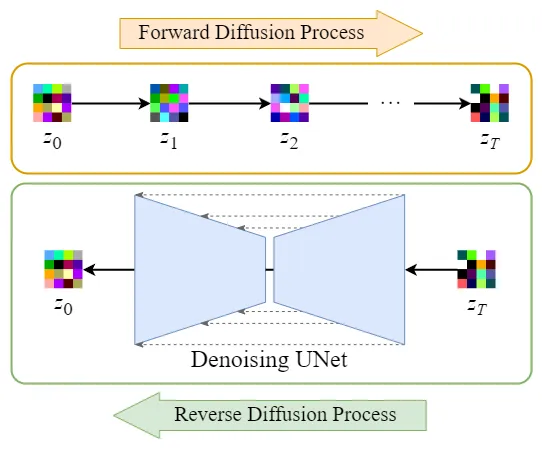 Forward Diffusion Process
z0 z1 z2 ... zT
z0 zT
Denoising UNet
Reverse Diffusion Process